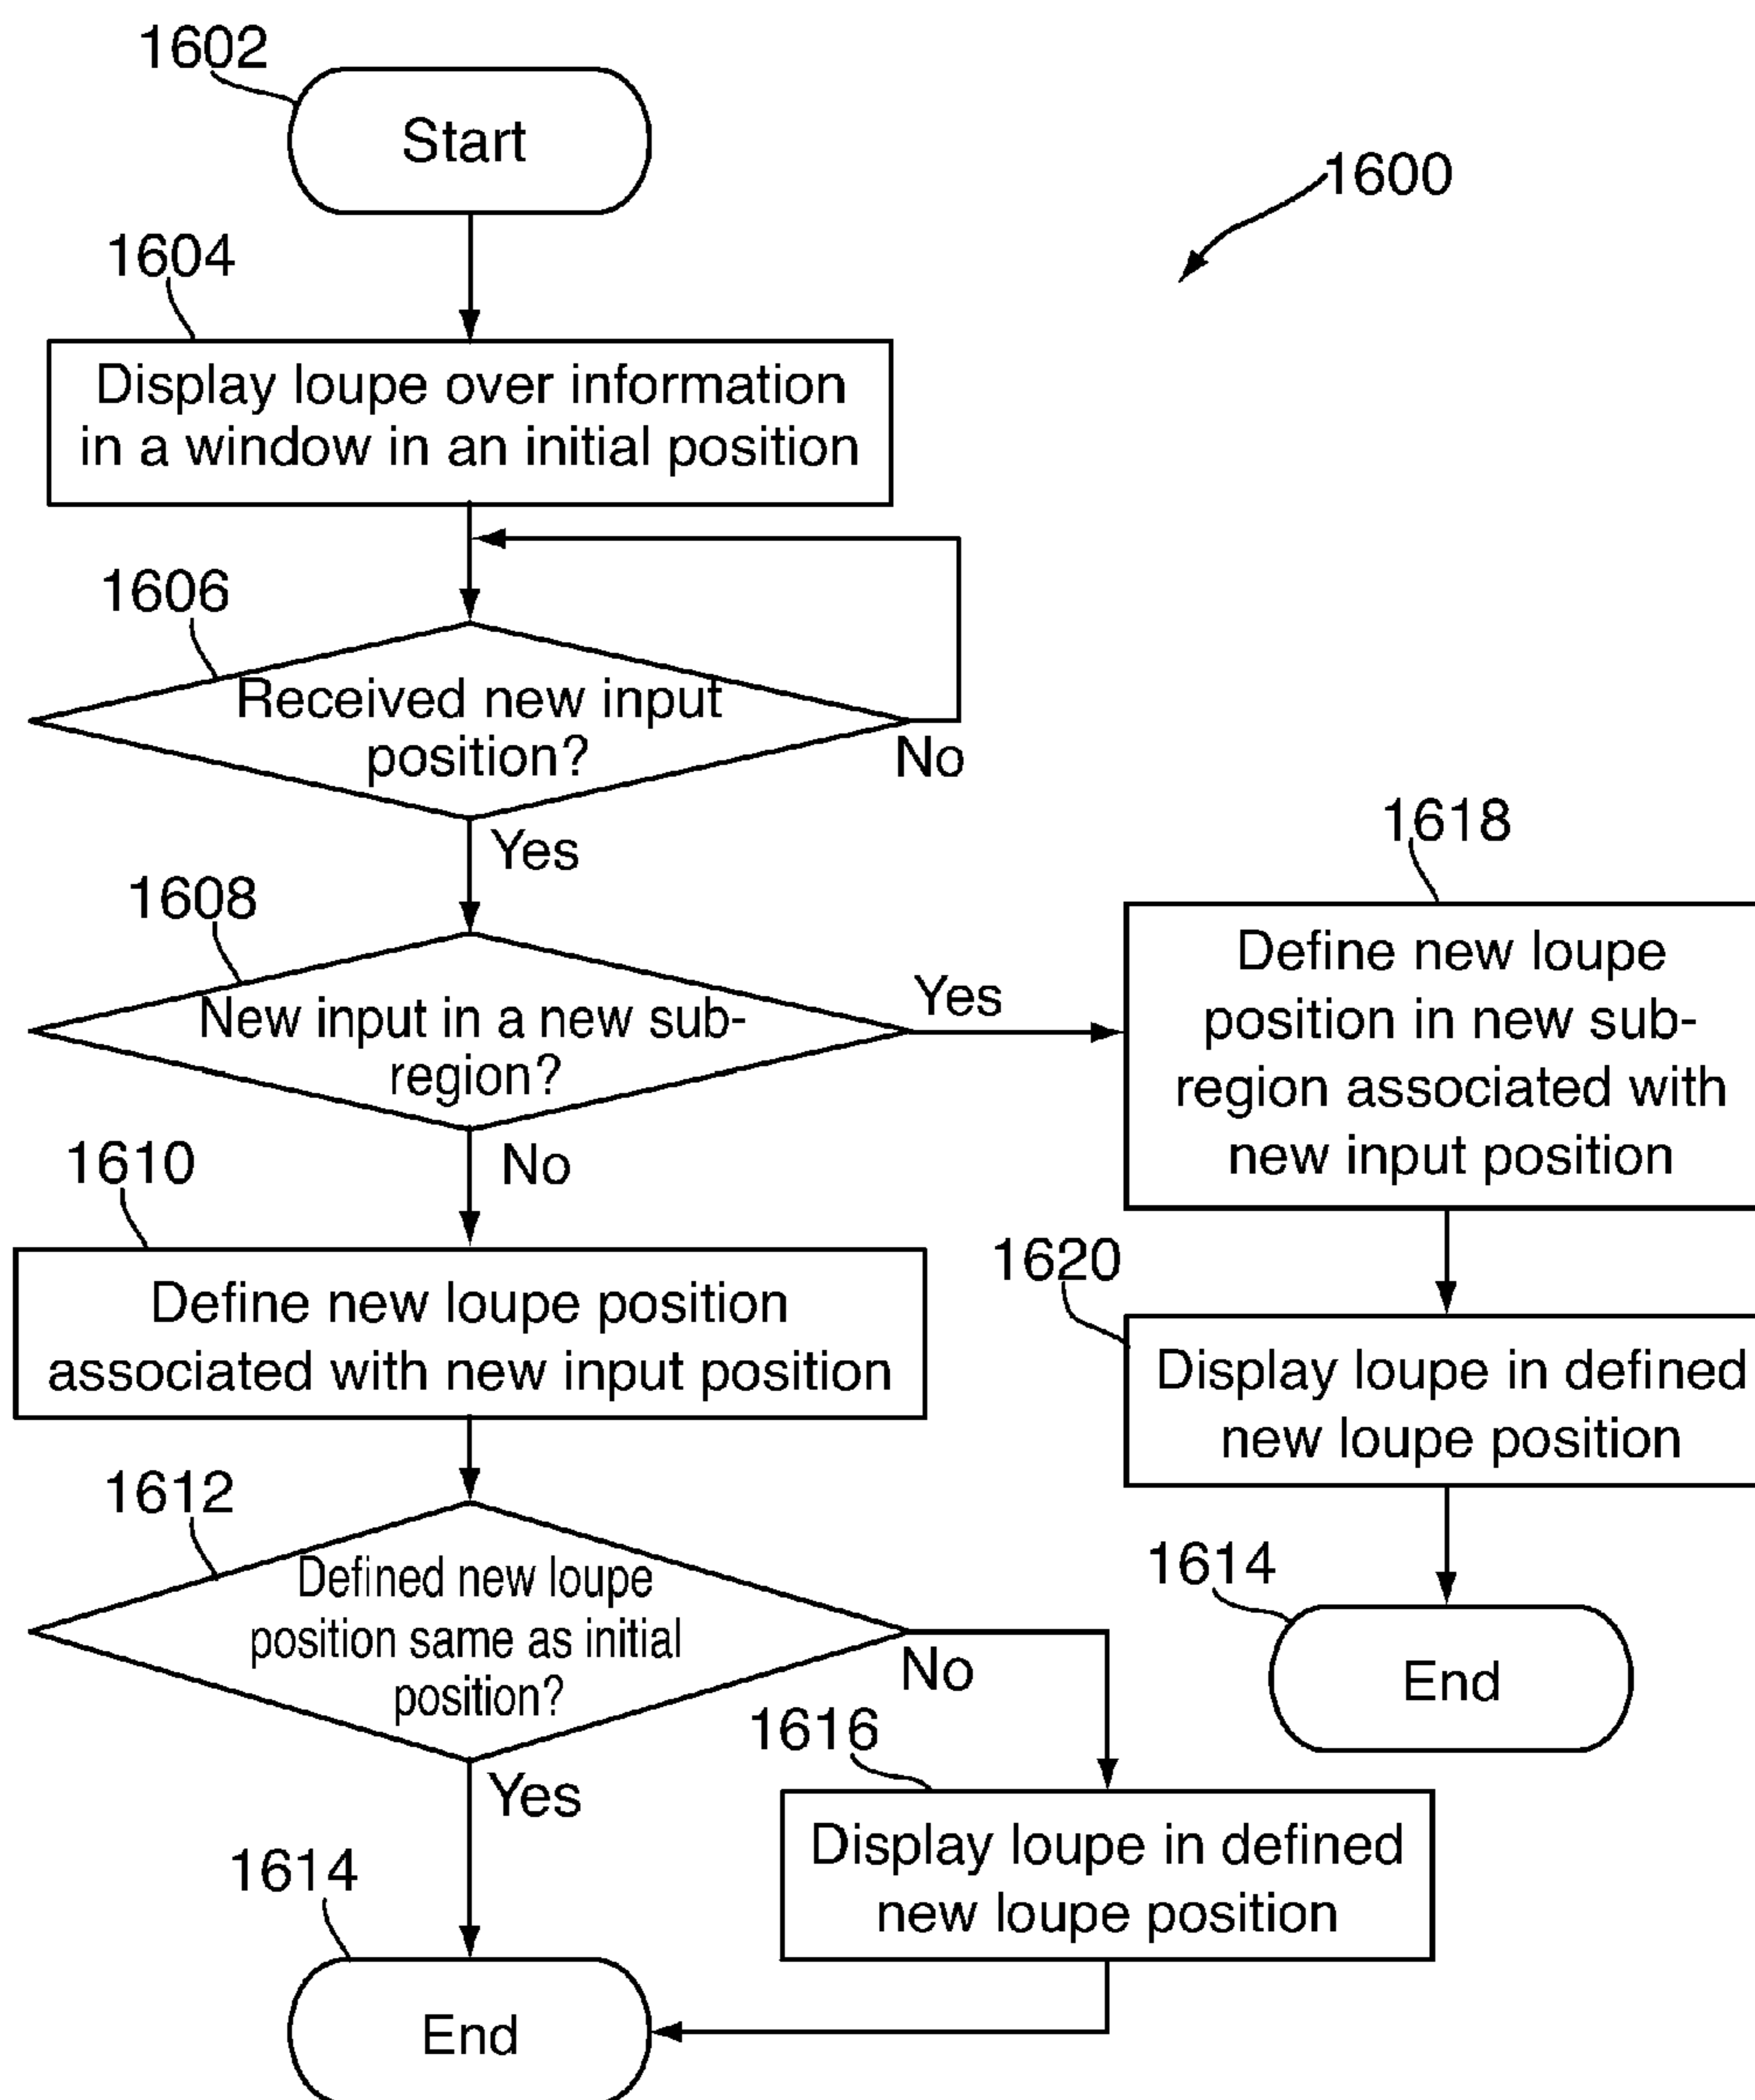 1602
Start
1600
1604
Display loupe over information
in a window in an initial position
1606
Received new input
position?
No
Yes
1608
New input in a new sub-
region?
Yes
No
1618
Define new loupe
position in new sub-
region associated with
new input position
1610
Define new loupe position
associated with new input position
1620
Display loupe in defined
new loupe position
1612
Defined new loupe
position same as initial
position?
No
Yes
1614
End
1616
Display loupe in defined
new loupe position
1614
End